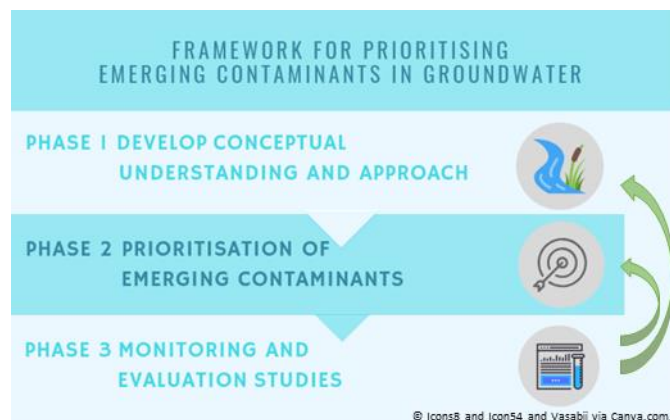 FRAMEWORK FOR PRIORITISING
EMERGING CONTAMINANTS IN GROUNDWATER
PHASE 1 DEVELOP CONCEPTUAL
UNDERSTANDING AND APPROACH
PHASE 2 PRIORITISATION OF
EMERGING CONTAMINANTS
PHASE 3 MONITORING AND
EVALUATION STUDIES
© Icons8 and Icon54 and Vasabii via Canva.com